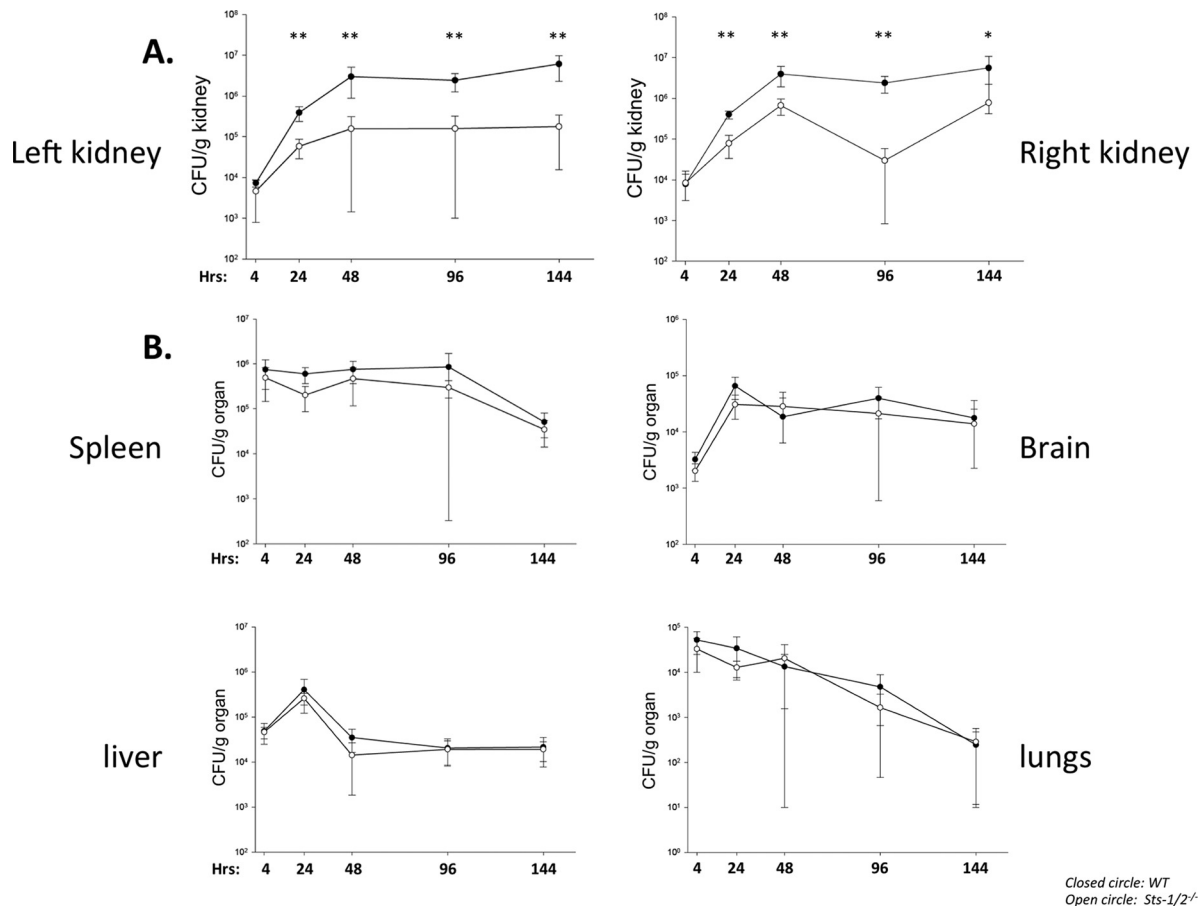 A.
Left kidney
CFU/g kidney
10⁸
10⁷
10⁶
10⁵
10⁴
10³
10²
** ** ** **
Hrs: 4 24 48 96 144
CFU/g kidney
10⁸
10⁷
10⁶
10⁵
10⁴
10³
10²
** ** ** *
4 24 48 96 144
Right kidney
B.
Spleen
CFU/g organ
10⁷
10⁶
10⁵
10⁴
10³
10²
Hrs: 4 24 48 96 144
CFU/g organ
10⁶
10⁵
10⁴
10³
10²
4 24 48 96 144
Brain
liver
CFU/g organ
10⁷
10⁶
10⁵
10⁴
10³
10²
Hrs: 4 24 48 96 144
CFU/g organ
10⁵
10⁴
10³
10²
10¹
10⁰
4 24 48 96 144
lungs
Closed circle: WT
Open circle: Sts-1/2⁻/⁻